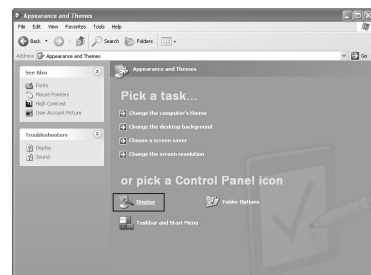 Appearance and Themes
File Edit View Favorites Tools Help
Back Search Folders
Address Appearance and Themes Go
See Also
Fonts
Mouse Pointers
High Contrast
User Account Picture
Troubleshooters
Display
Sound
Appearance and Themes
Pick a task...
Change the computer's theme
Change the desktop background
Choose a screen saver
Change the screen resolution
or pick a Control Panel icon
Display Folder Options
Taskbar and Start Menu